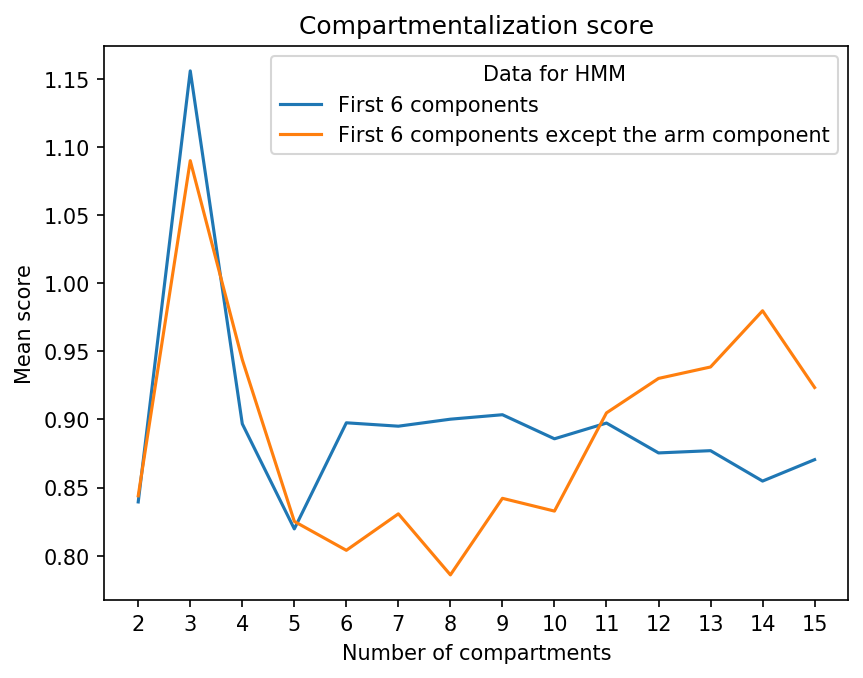 Compartmentalization score
Data for HMM
First 6 components
First 6 components except the arm component
1.15
1.10
1.05
1.00
0.95
0.90
0.85
0.80
Mean score
2 3 4 5 6 7 8 9 10 11 12 13 14 15
Number of compartments